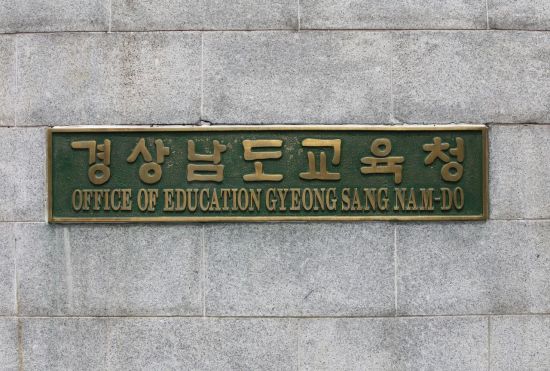 경상남도교육청
OFFICE OF EDUCATION GYEONG SANG NAM-DO